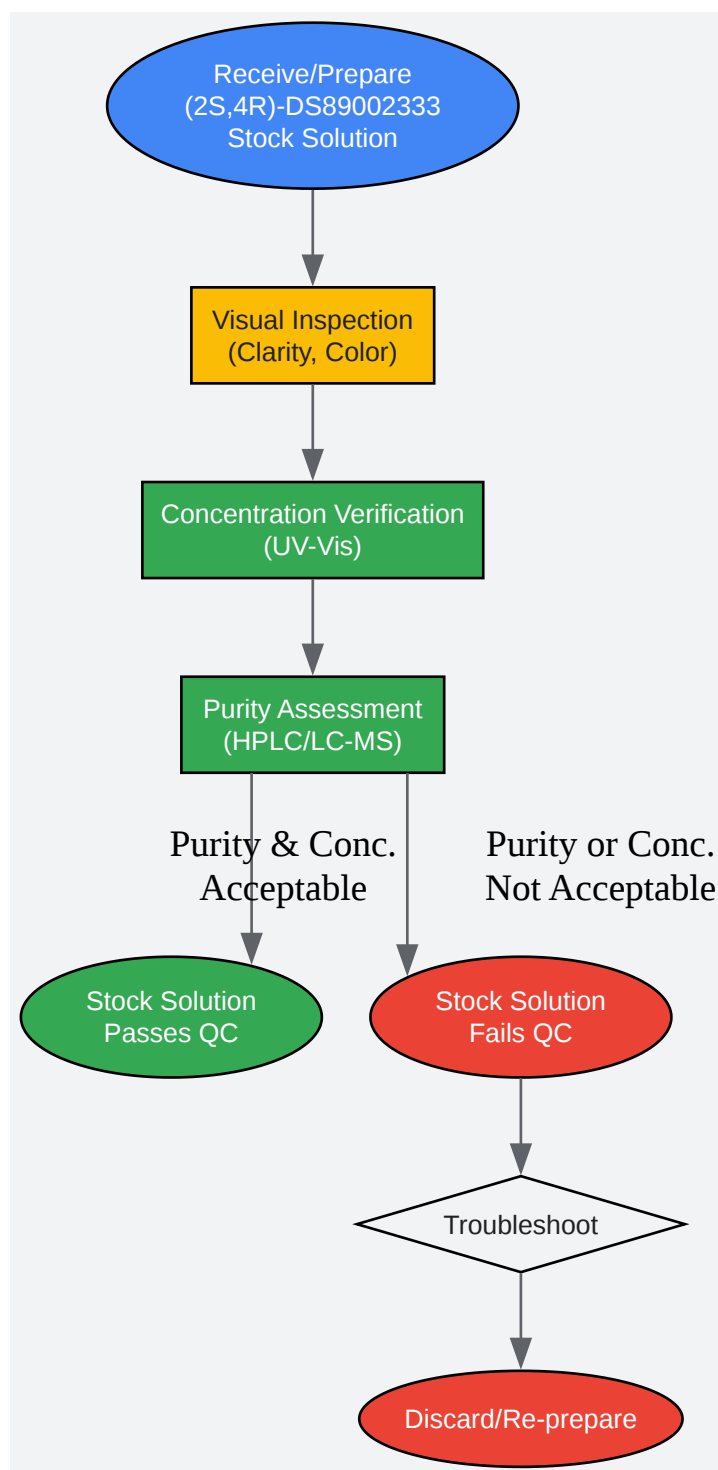 Receive/Prepare
(2S,4R)-DS89002333
Stock Solution
Visual Inspection
(Clarity, Color)
Concentration Verification
(UV-Vis)
Purity Assessment
(HPLC/LC-MS)
Purity & Conc.
Acceptable
Purity or Conc.
Not Acceptable
Stock Solution
Passes QC
Stock Solution
Fails QC
Troubleshoot
Discard/Re-prepare